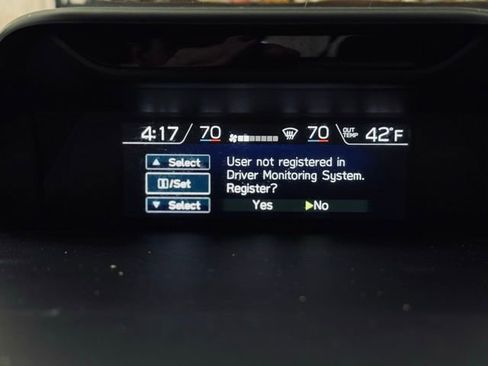 4:17 70 70 OUT TEMP 42°F
▲ Select
User not registered in
/Set
Driver Monitoring System.
Register?
▼ Select
Yes ▶No